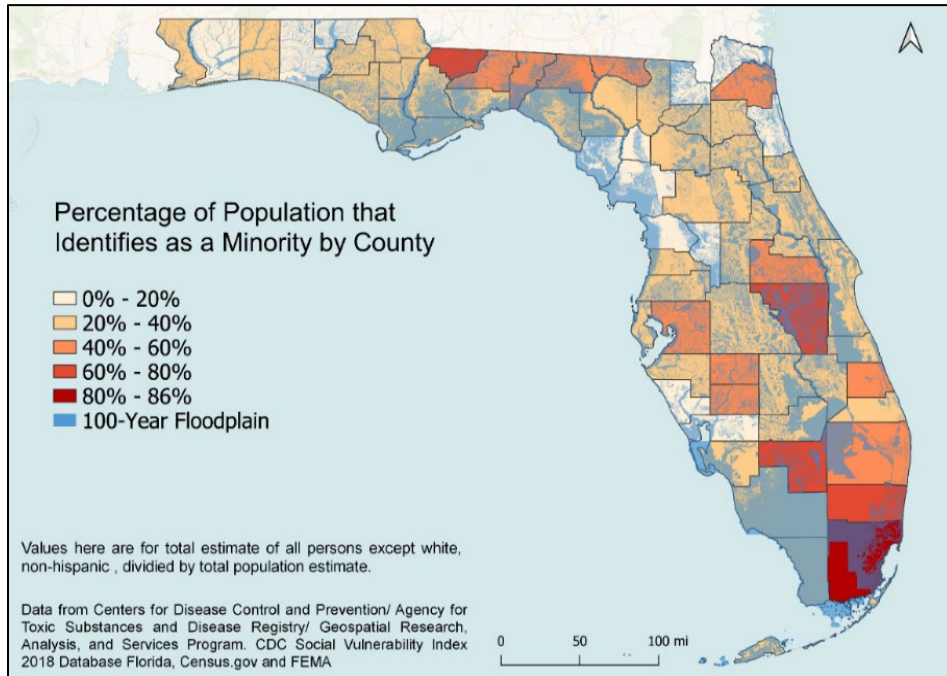 Percentage of Population that
Identifies as a Minority by County
0% - 20%
20% - 40%
40% - 60%
60% - 80%
80% - 86%
100-Year Floodplain
Values here are for total estimate of all persons except white,
non-hispanic , divided by total population estimate.
Data from Centers for Disease Control and Prevention/ Agency for
Toxic Substances and Disease Registry/ Geospatial Research,
Analysis, and Services Program. CDC Social Vulnerability Index
2018 Database Florida, Census.gov and FEMA
0 50 100 mi